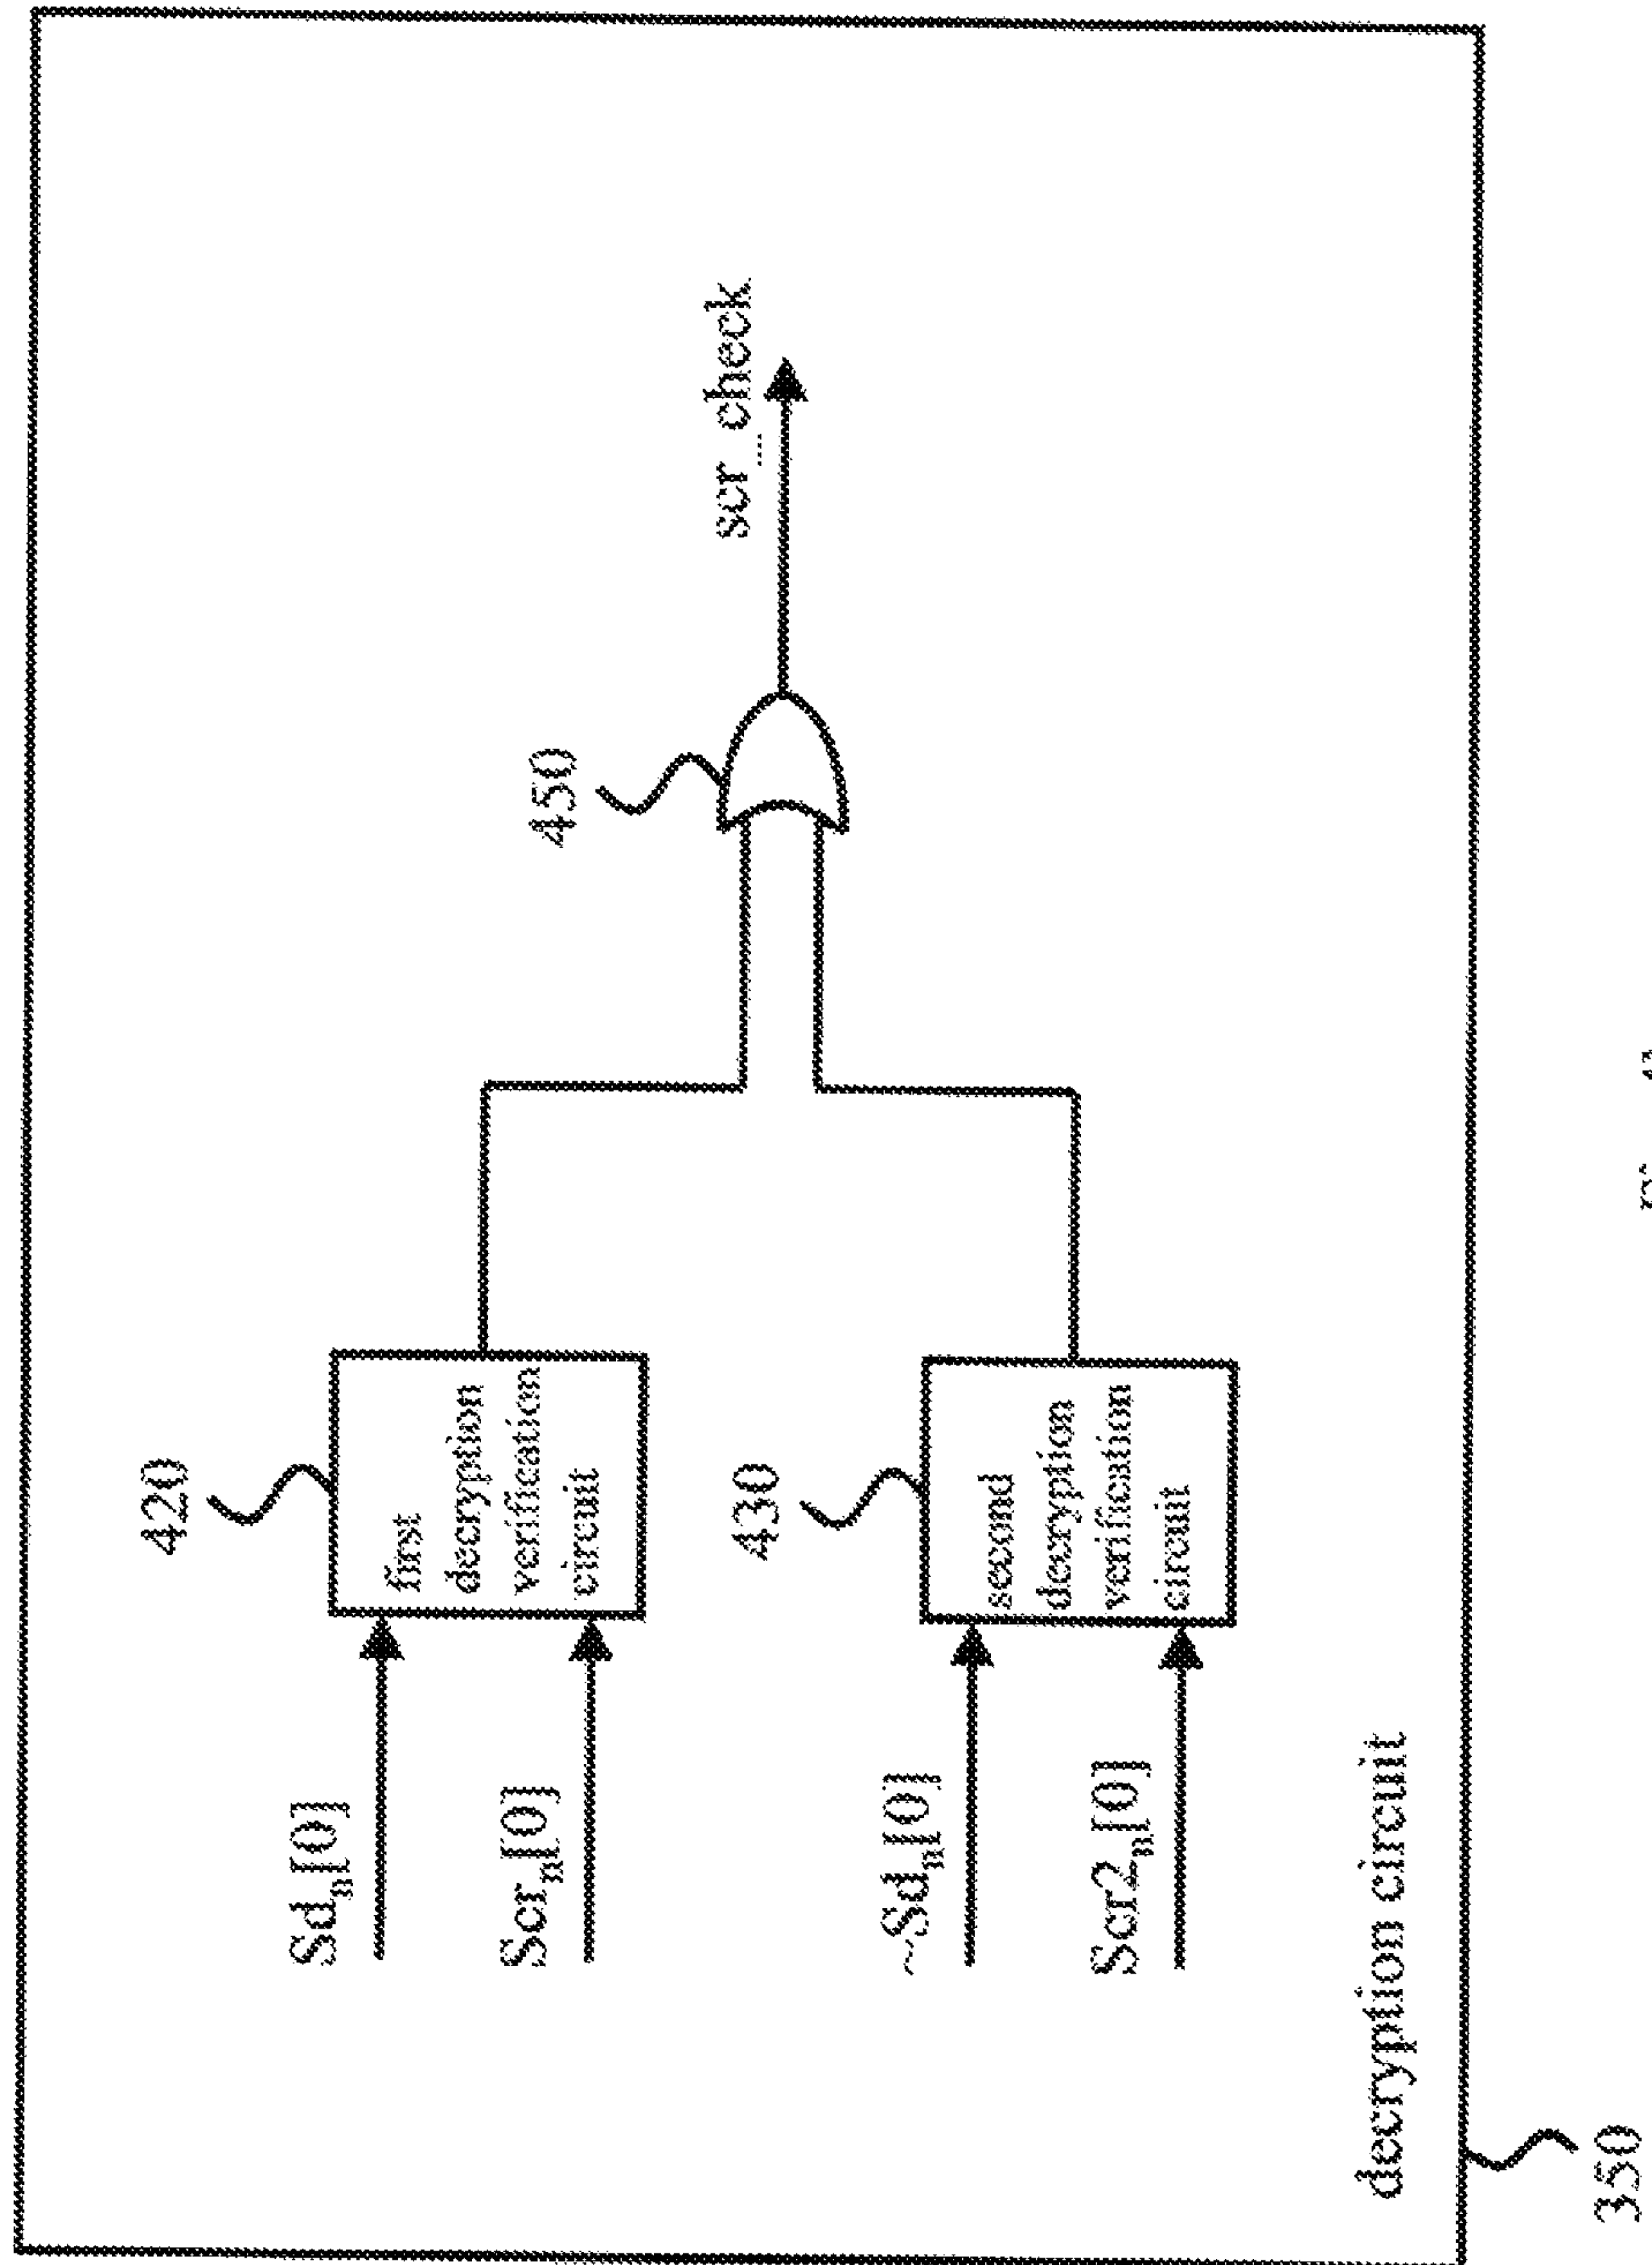 420
Sdn[0]
Scrn[0]
first
decryption
verification
circuit
430
~Sdn[0]
Scr2n[0]
second
decryption
verification
circuit
450
scr_check
decryption circuit
350